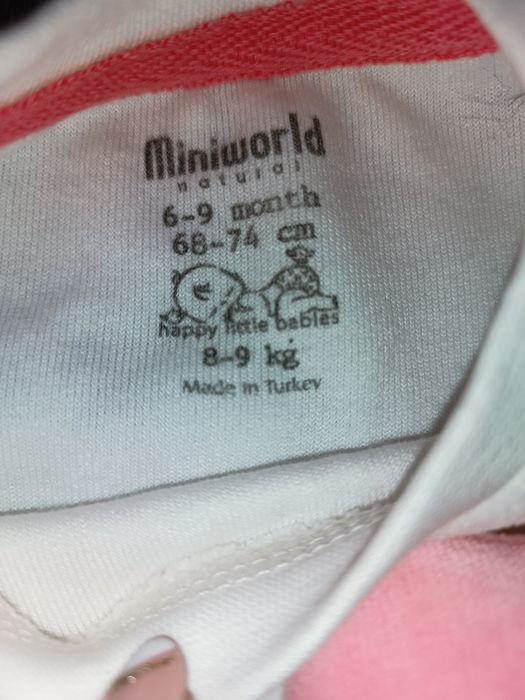 Miniworld
natural
6-9 month
68-74 cm
happy little babies
8-9 kg
Made in Turkey